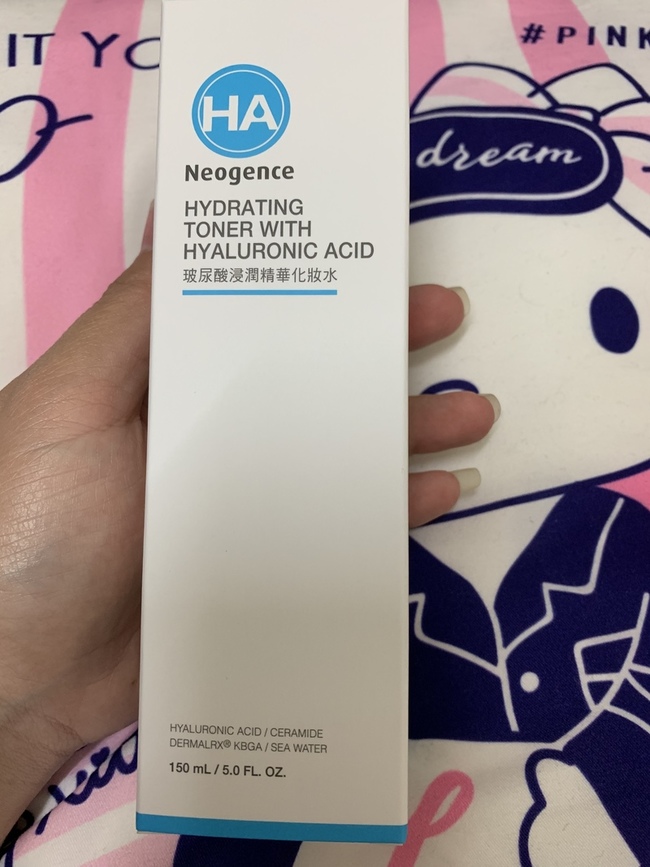 IT YO
#PINK
dream
HA
Neogence
HYDRATING
TONER WITH
HYALURONIC ACID
玻尿酸浸潤精華化妝水
HYALURONIC ACID / CERAMIDE
DERMALRX® KBGA / SEA WATER
150 mL / 5.0 FL. OZ.